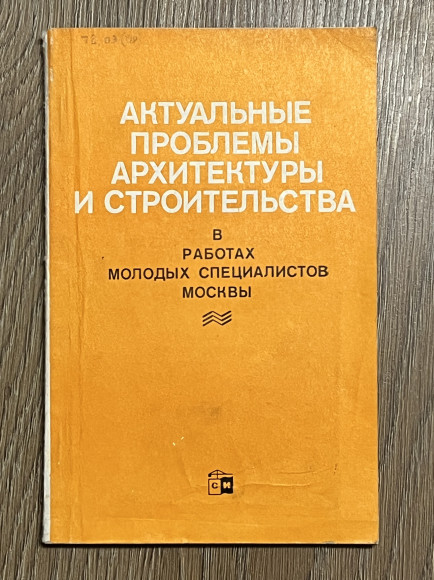 АКТУАЛЬНЫЕ
ПРОБЛЕМЫ
АРХИТЕКТУРЫ
И СТРОИТЕЛЬСТВА
В
РАБОТАХ
МОЛОДЫХ СПЕЦИАЛИСТОВ
МОСКВЫ
С И